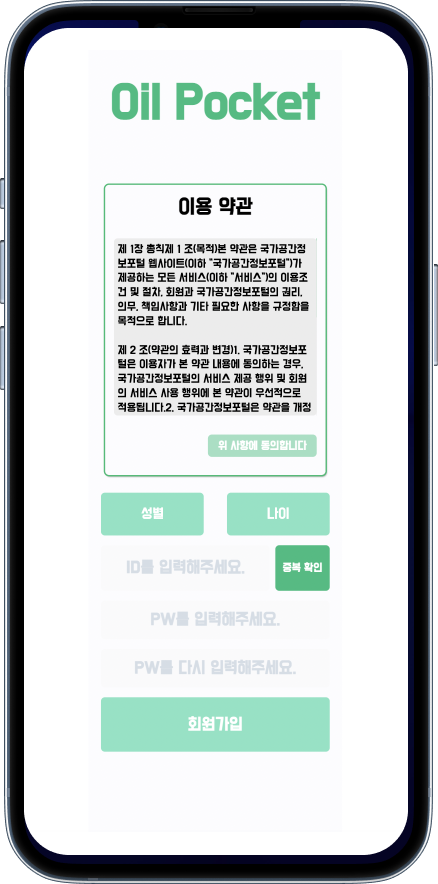 Oil Pocket
이용 약관
제 1장 총칙제 1 조(목적)본 약관은 국가공간정
보포털 웹사이트(이하 "국가공간정보포털")가
제공하는 모든 서비스(이하 "서비스")의 이용조
건 및 절차, 회원과 국가공간정보포털의 권리,
의무, 책임사항과 기타 필요한 사항을 규정함을
목적으로 합니다.
제 2 조(약관의 효력과 변경)1. 국가공간정보포
털은 이용자가 본 약관 내용에 동의하는 경우,
국가공간정보포털의 서비스 제공 행위 및 회원
의 서비스 사용 행위에 본 약관이 우선적으로
적용됩니다.2. 국가공간정보포털은 약관을 개정
위 사항에 동의합니다
성별
나이
ID를 입력해주세요.
중복 확인
PW를 입력해주세요.
PW를 다시 입력해주세요.
회원가입